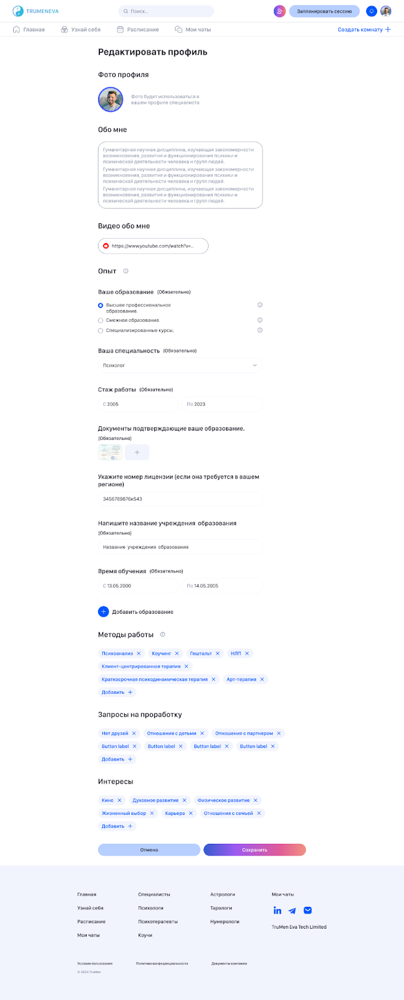 TRUMENEVA
Поиск...
Запланировать сессию
Главная
Узнай себя
Расписание
Мои чаты
Создать комнату
Редактировать профиль
Фото профиля
Фото будет использоваться в
вашем профиле специалиста
Обо мне
Гуманитарная научная дисциплина, изучающая закономерности
возникновения, развития и функционирования психики и
психической деятельности человека и групп людей.
Гуманитарная научная дисциплина, изучающая закономерности
возникновения, развития и функционирования психики и
психической деятельности человека и групп людей.
Гуманитарная научная дисциплина, изучающая закономерности
возникновения, развития и функционирования психики и
психической деятельности человека и групп людей.
Видео обо мне
https://www.youtube.com/watch?v=...
Опыт
Ваше образование (Обязательно)
Высшее профессиональное
образование.
Смежное образование.
Специализированные курсы.
Ваша специальность (Обязательно)
Психолог
Стаж работы (Обязательно)
С 2005
По 2023
Документы подтверждающие ваше образование.
(Обязательно)
Укажите номер лицензии (если она требуется в вашем
регионе)
3456789876к543
Напишите название учреждения образования
(Обязательно)
Название учреждения образования
Время обучения (Обязательно)
С 13.05.2000
По 14.05.2005
Добавить образование
Методы работы
Психоанализ
Коучинг
Гештальт
НЛП
Клиент-центрированная терапия
Краткосрочная психодинамическая терапия
Арт-терапия
Добавить
Запросы на проработку
Нет друзей
Отношения с детьми
Отношения с партнером
Button label
Button label
Button label
Button label
Добавить
Интересы
Кино
Духовное развитие
Физическое развитие
Жизненный выбор
Карьера
Отношения с семьей
Добавить
Отмена
Сохранить
Главная
Специалисты
Астрологи
Мои чаты
Узнай себя
Психологи
Тарологи
Расписание
Психотерапевты
Нумерологи
TruMen Eva Tech Limited
Мои чаты
Коучи
Условия пользования
Политика конфиденциальности
Документы компании
© 2024 TruMen